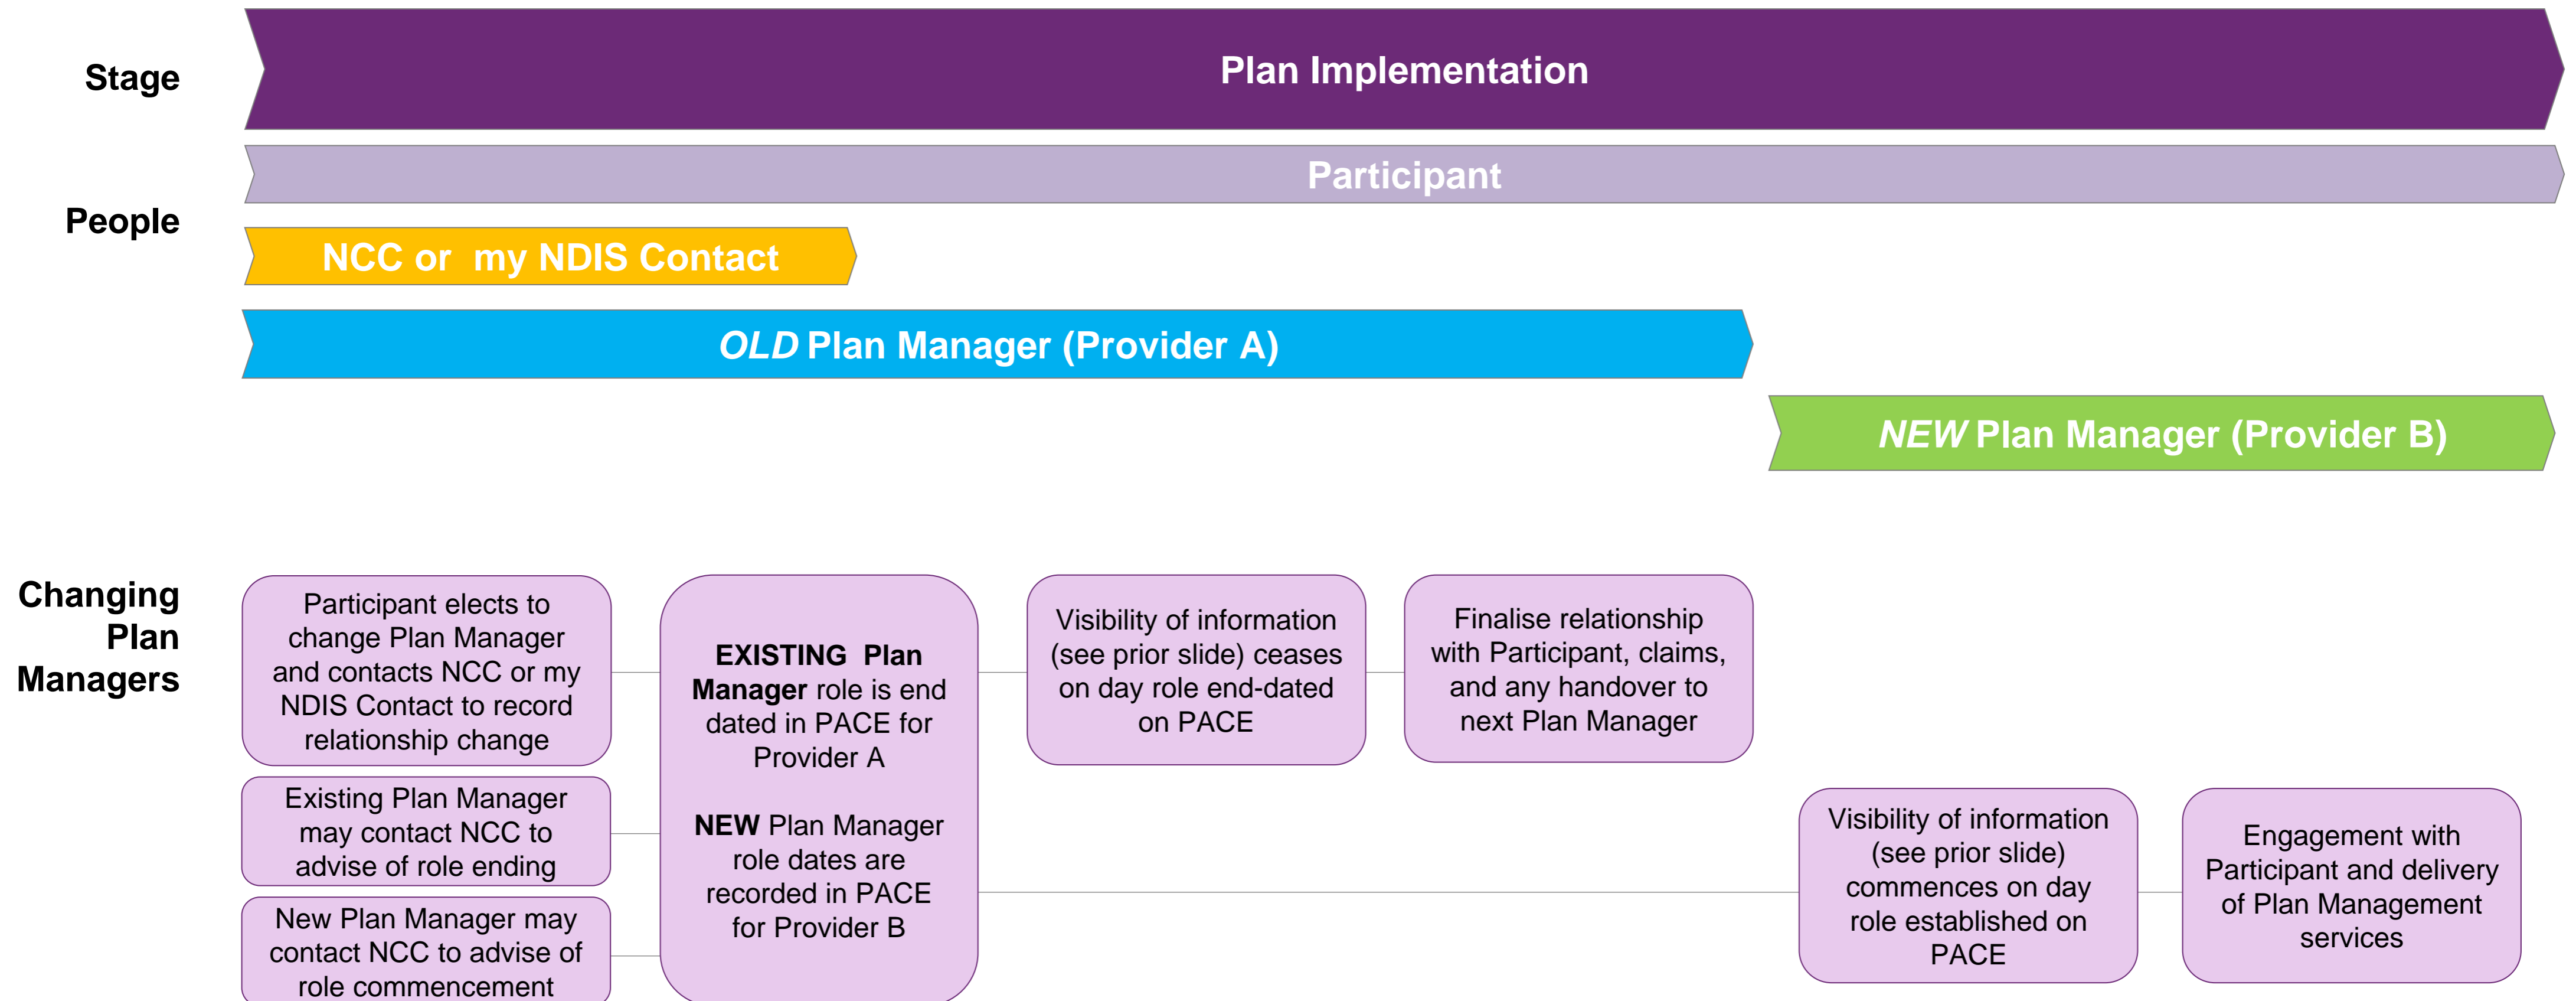 Stage
Plan Implementation
People
Participant
NCC or  my NDIS Contact
OLD Plan Manager (Provider A)
NEW Plan Manager (Provider B)
Changing
Plan
Managers
Participant elects to
change Plan Manager
and contacts NCC or my
NDIS Contact to record
relationship change
Existing Plan Manager
may contact NCC to
advise of role ending
New Plan Manager may
contact NCC to advise of
role commencement
EXISTING  Plan
Manager role is end
dated in PACE for
Provider A
NEW Plan Manager
role dates are
recorded in PACE
for Provider B
Visibility of information
(see prior slide) ceases
on day role end-dated
on PACE
Finalise relationship
with Participant, claims,
and any handover to
next Plan Manager
Visibility of information
(see prior slide)
commences on day
role established on
PACE
Engagement with
Participant and delivery
of Plan Management
services